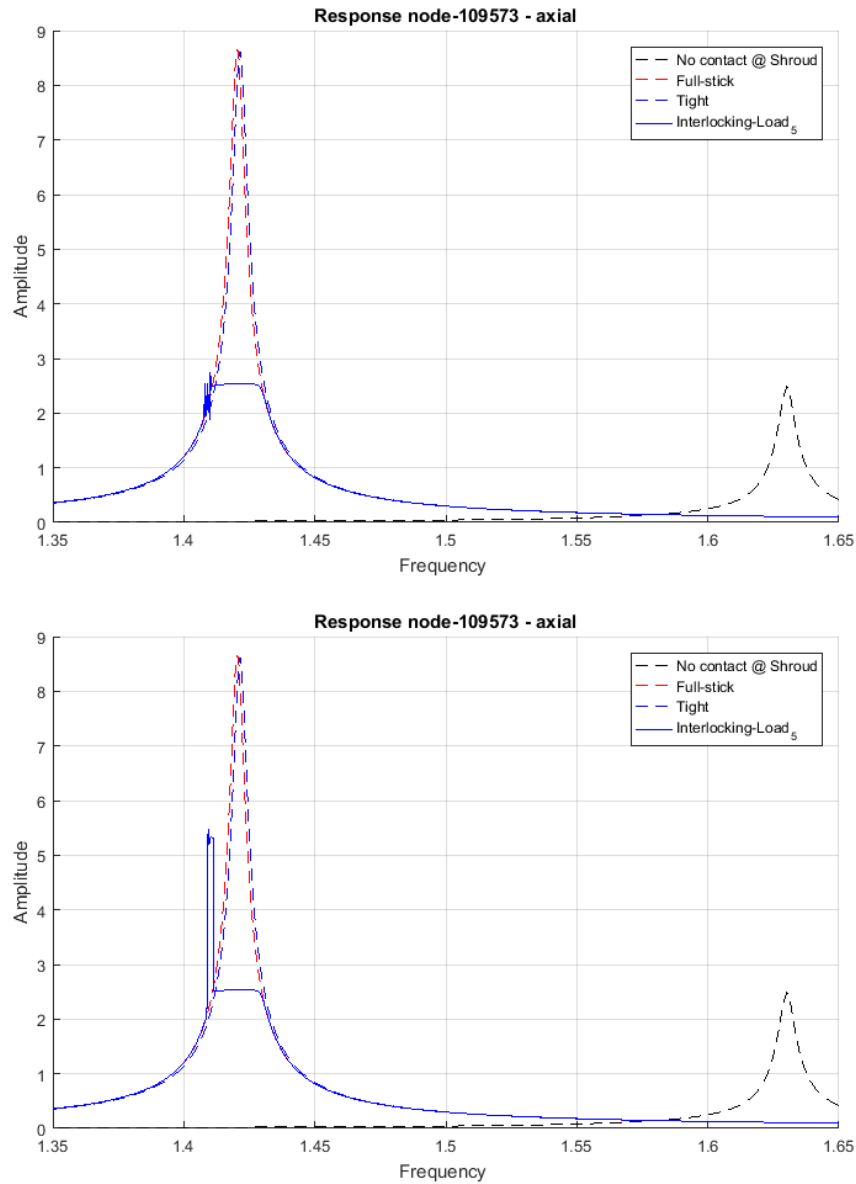 Response node-109573 - axial
9
8
7
6
5
4
3
2
1
0
Amplitude
No contact @ Shroud
Full-stick
Tight
Interlocking-Load5
1.35 1.4 1.45 1.5 1.55 1.6 1.65
Frequency
Response node-109573 - axial
9
8
7
6
5
4
3
2
1
0
Amplitude
No contact @ Shroud
Full-stick
Tight
Interlocking-Load5
1.35 1.4 1.45 1.5 1.55 1.6 1.65
Frequency